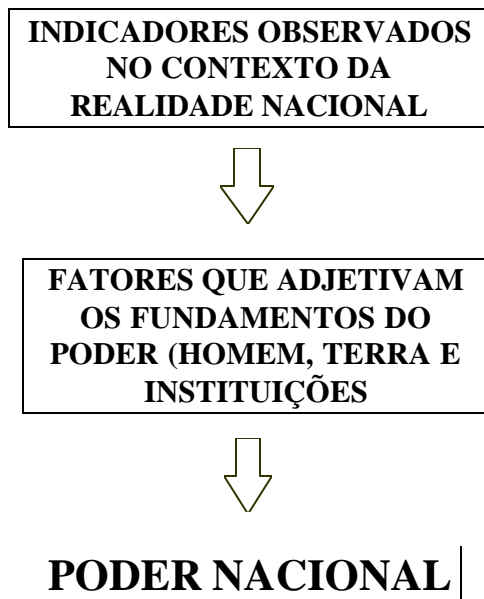 INDICADORES OBSERVADOS
NO CONTEXTO DA
REALIDADE NACIONAL
FATORES QUE ADJETIVAM
OS FUNDAMENTOS DO
PODER (HOMEM, TERRA E
INSTITUIÇÕES
PODER NACIONAL